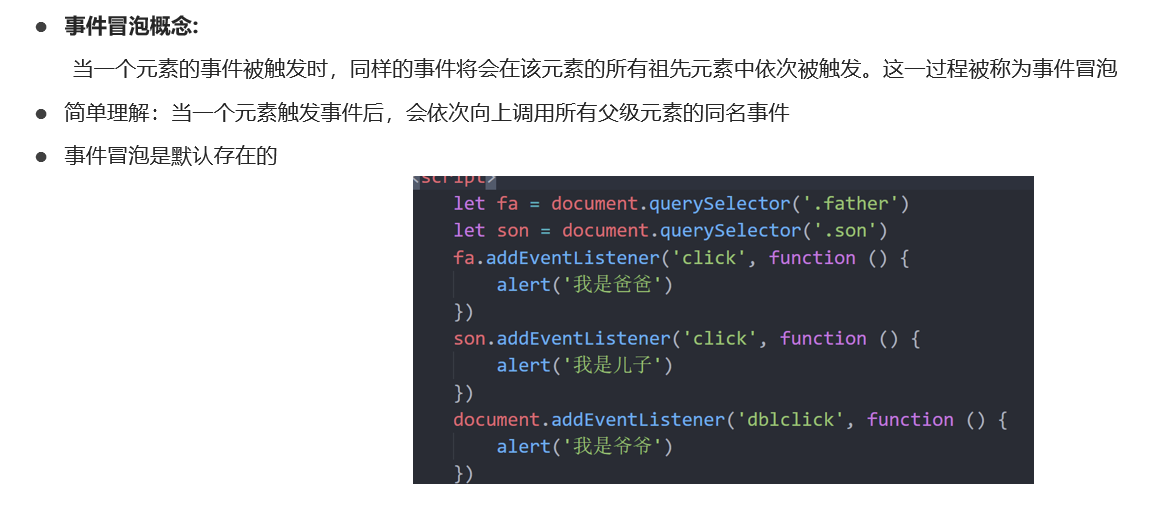 事件冒泡概念:
当一个元素的事件被触发时，同样的事件将会在该元素的所有祖先元素中依次被触发。这一过程被称为事件冒泡
简单理解：当一个元素触发事件后，会依次向上调用所有父级元素的同名事件
事件冒泡是默认存在的
<script>
let fa = document.querySelector('.father')
let son = document.querySelector('.son')
fa.addEventListener('click', function () {
alert('我是爸爸')
})
son.addEventListener('click', function () {
alert('我是儿子')
})
document.addEventListener('dblclick', function () {
alert('我是爷爷')
})